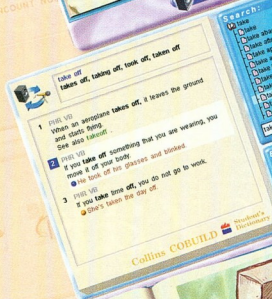 take off
takes off, taking off, took off, taken off
1 PHR VB
When an aeroplane takes off, it leaves the ground
and starts flying.
See also takeoff.
2 PHR VB
If you take off something that you are wearing, you
move it off your body.
He took off his glasses and blinked.
3 PHR VB
If you take time off, you do not go to work.
She's taken the day off.
Collins COBUILD Student's
Dictionary
Search:
take
take
take